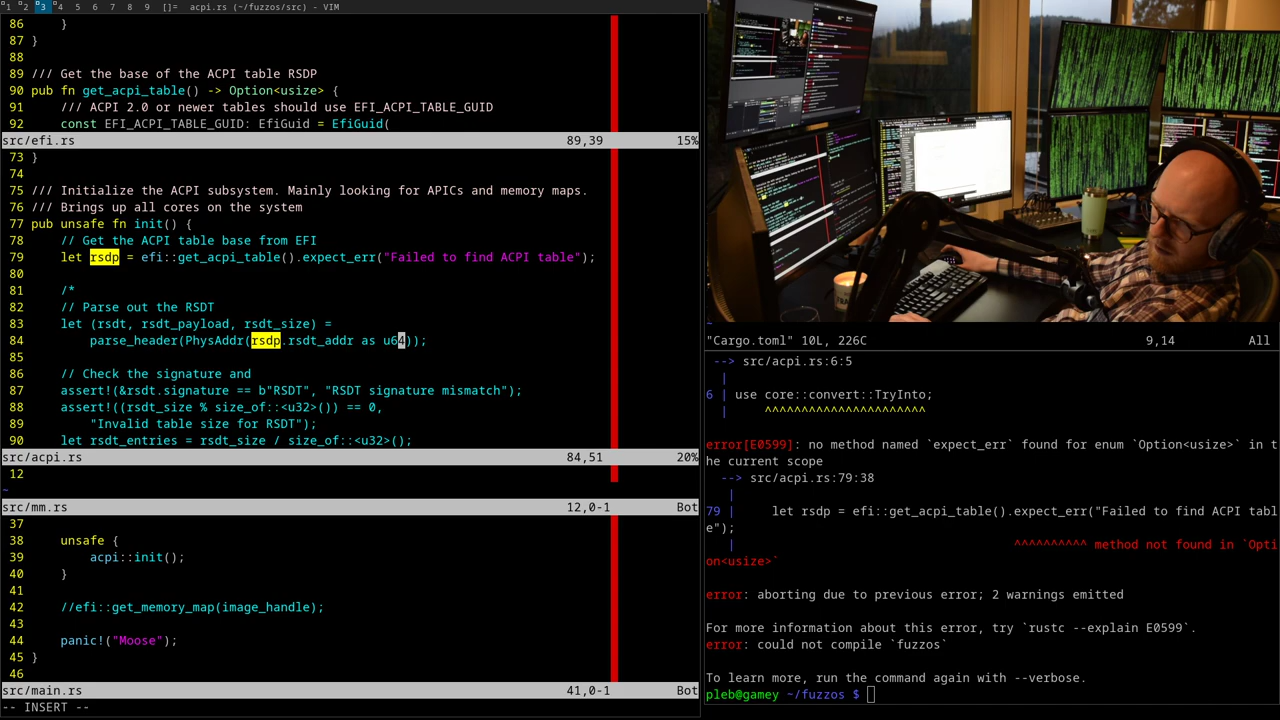 1 2 3 4 5 6 7 8 9 []= acpi.rs (~/fuzzos/src) - VIM
86     }
87 }
88
89 /// Get the base of the ACPI table RSDP
90 pub fn get_acpi_table() -> Option<usize> {
91     /// ACPI 2.0 or newer tables should use EFI_ACPI_TABLE_GUID
92     const EFI_ACPI_TABLE_GUID: EfiGuid = EfiGuid(
src/efi.rs 89,39 15%
73 }
74
75 /// Initialize the ACPI subsystem. Mainly looking for APICs and memory maps.
76 /// Brings up all cores on the system
77 pub unsafe fn init() {
78     // Get the ACPI table base from EFI
79     let rsdp = efi::get_acpi_table().expect_err("Failed to find ACPI table");
80
81     /*
82     // Parse out the RSDT
83     let (rsdt, rsdt_payload, rsdt_size) =
84         parse_header(PhysAddr(rsdp.rsdt_addr as u64));
85
86     // Check the signature and
87     assert!(&rsdt.signature == b"RSDT", "RSDT signature mismatch");
88     assert!((rsdt_size % size_of::<u32>()) == 0,
89         "Invalid table size for RSDT");
90     let rsdt_entries = rsdt_size / size_of::<u32>();
src/acpi.rs 84,51 20%
12
~
src/mm.rs 12,0-1 Bot
37
38     unsafe {
39         acpi::init();
40     }
41
42     //efi::get_memory_map(image_handle);
43
44     panic!("Moose");
45 }
46
src/main.rs 41,0-1 Bot
-- INSERT --
~
"Cargo.toml" 10L, 226C 9,14 All
--> src/acpi.rs:6:5
|
6 | use core::convert::TryInto;
|     ^^^^^^^^^^^^^^^^^^^^^^
error[E0599]: no method named `expect_err` found for enum `Option<usize>` in t
he current scope
--> src/acpi.rs:79:38
|
79 |     let rsdp = efi::get_acpi_table().expect_err("Failed to find ACPI tabl
e");
|                                      ^^^^^^^^^^ method not found in `Opti
on<usize>`
error: aborting due to previous error; 2 warnings emitted
For more information about this error, try `rustc --explain E0599`.
error: could not compile `fuzzos`
To learn more, run the command again with --verbose.
pleb@gamey ~/fuzzos $